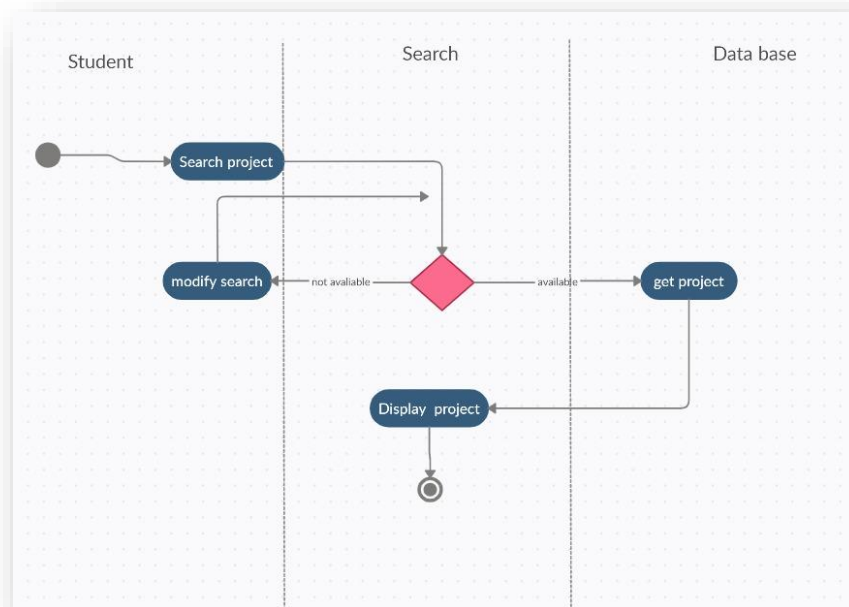 Student
Search
Data base
Search project
modify search
not avaliable
available
get project
Display project